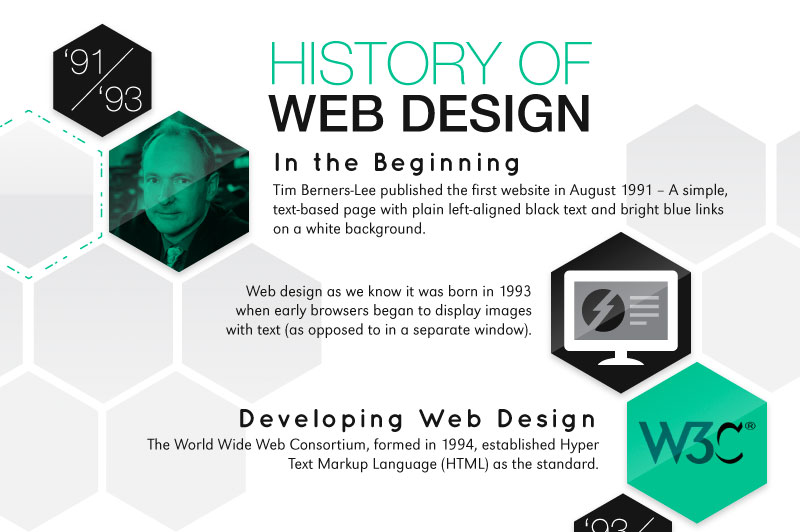 ‘91/‘93
HISTORY OF
WEB DESIGN
In the Beginning
Tim Berners-Lee published the first website in August 1991 – A simple,
text-based page with plain left-aligned black text and bright blue links
on a white background.
Web design as we know it was born in 1993
when early browsers began to display images
with text (as opposed to in a separate window).
Developing Web Design
The World Wide Web Consortium, formed in 1994, established Hyper
Text Markup Language (HTML) as the standard.
W3C®
‘93/